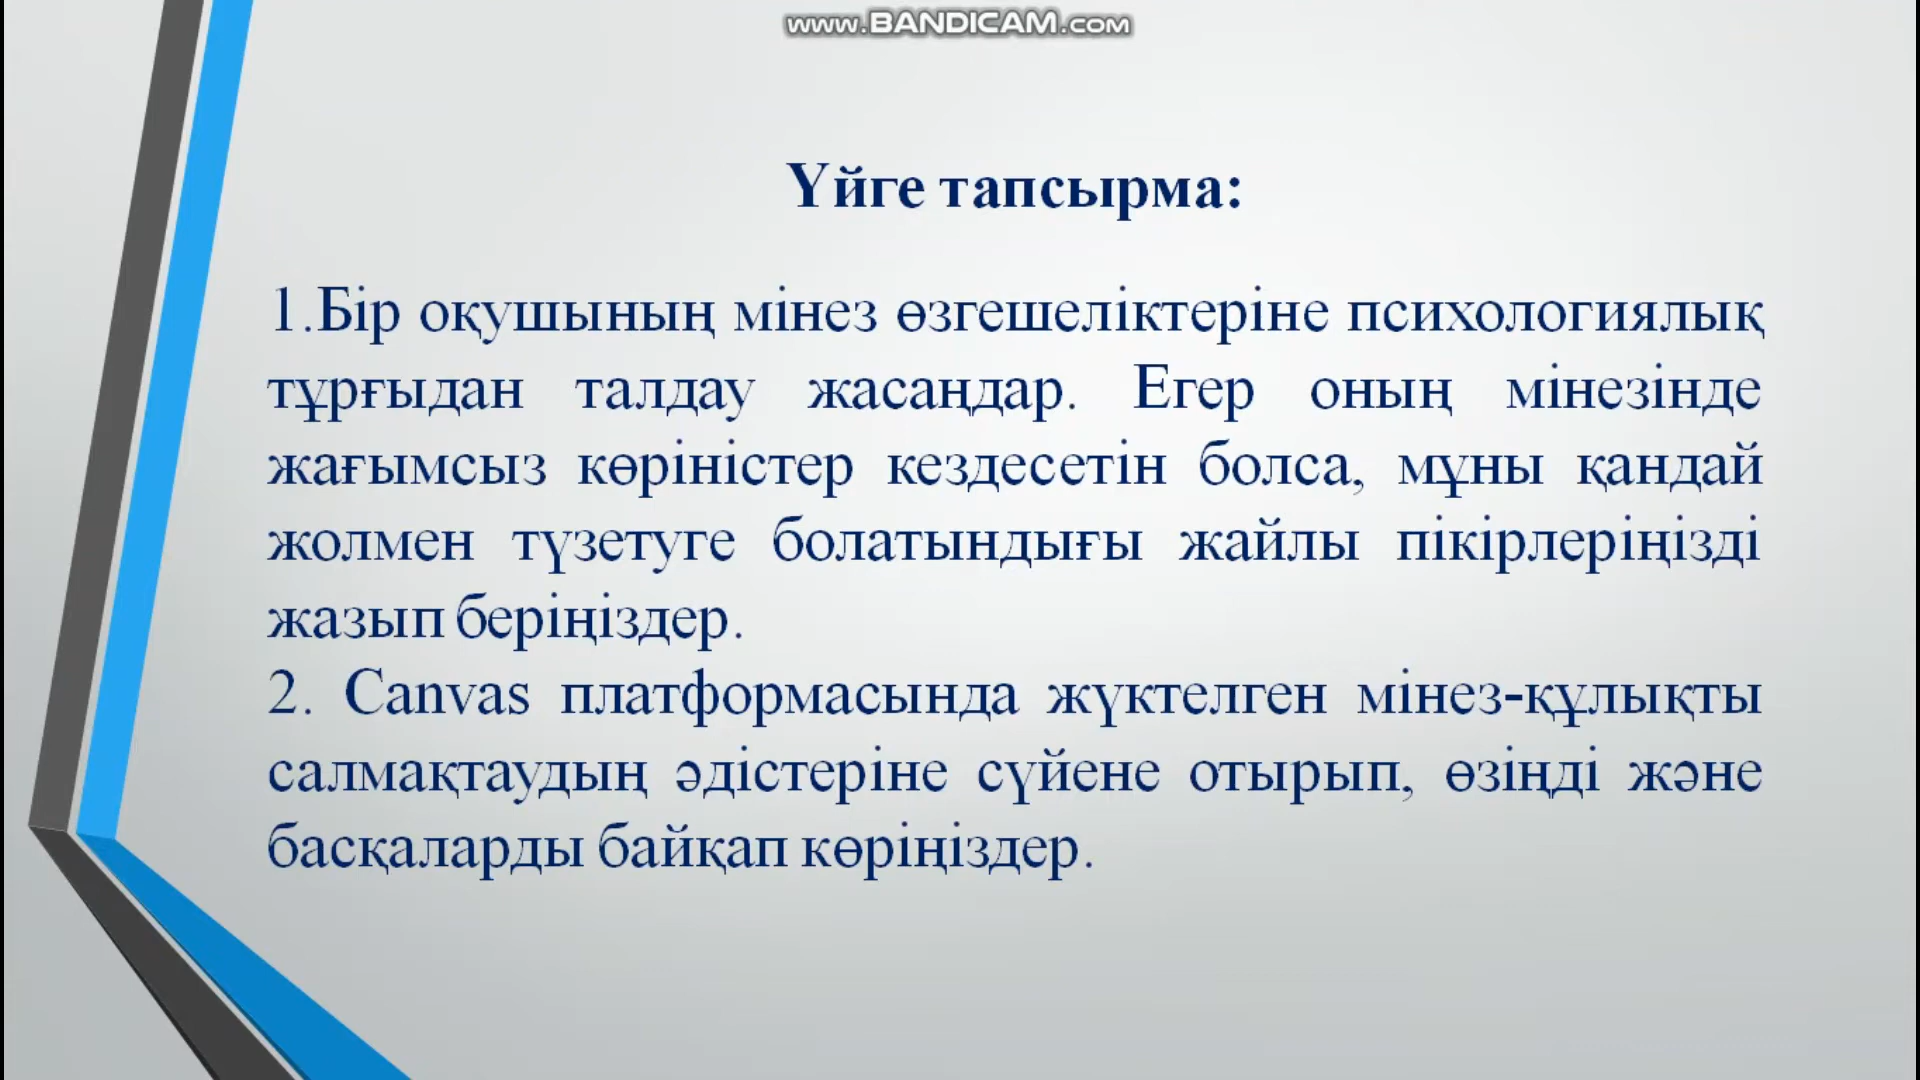 www.BANDICAM.com
Үйге тапсырма:
1.Бір оқушының мінез өзгешеліктеріне психологиялық
тұрғыдан талдау жасаңдар. Егер оның мінезінде
жағымсыз көріністер кездесетін болса, мұны қандай
жолмен түзетуге болатындығы жайлы пікірлеріңізді
жазып беріңіздер.
2. Canvas платформасында жүктелген мінез-құлықты
салмақтаудың әдістеріне сүйене отырып, өзіңді және
басқаларды байқап көріңіздер.